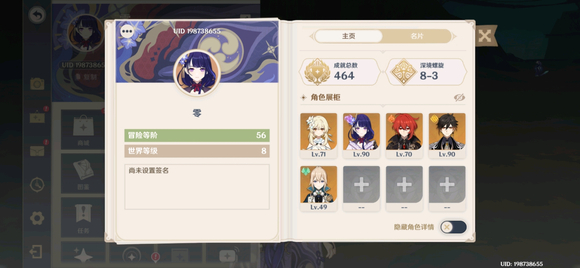 UID 198738655
主页
名片
成就总数
464
深境螺旋
8-3
零
角色展柜
冒险等阶 56
世界等级 8
尚未设置签名
Lv.71
Lv.90
Lv.70
Lv.90
Lv.49
--
--
--
隐藏角色详情
UID: 198738655